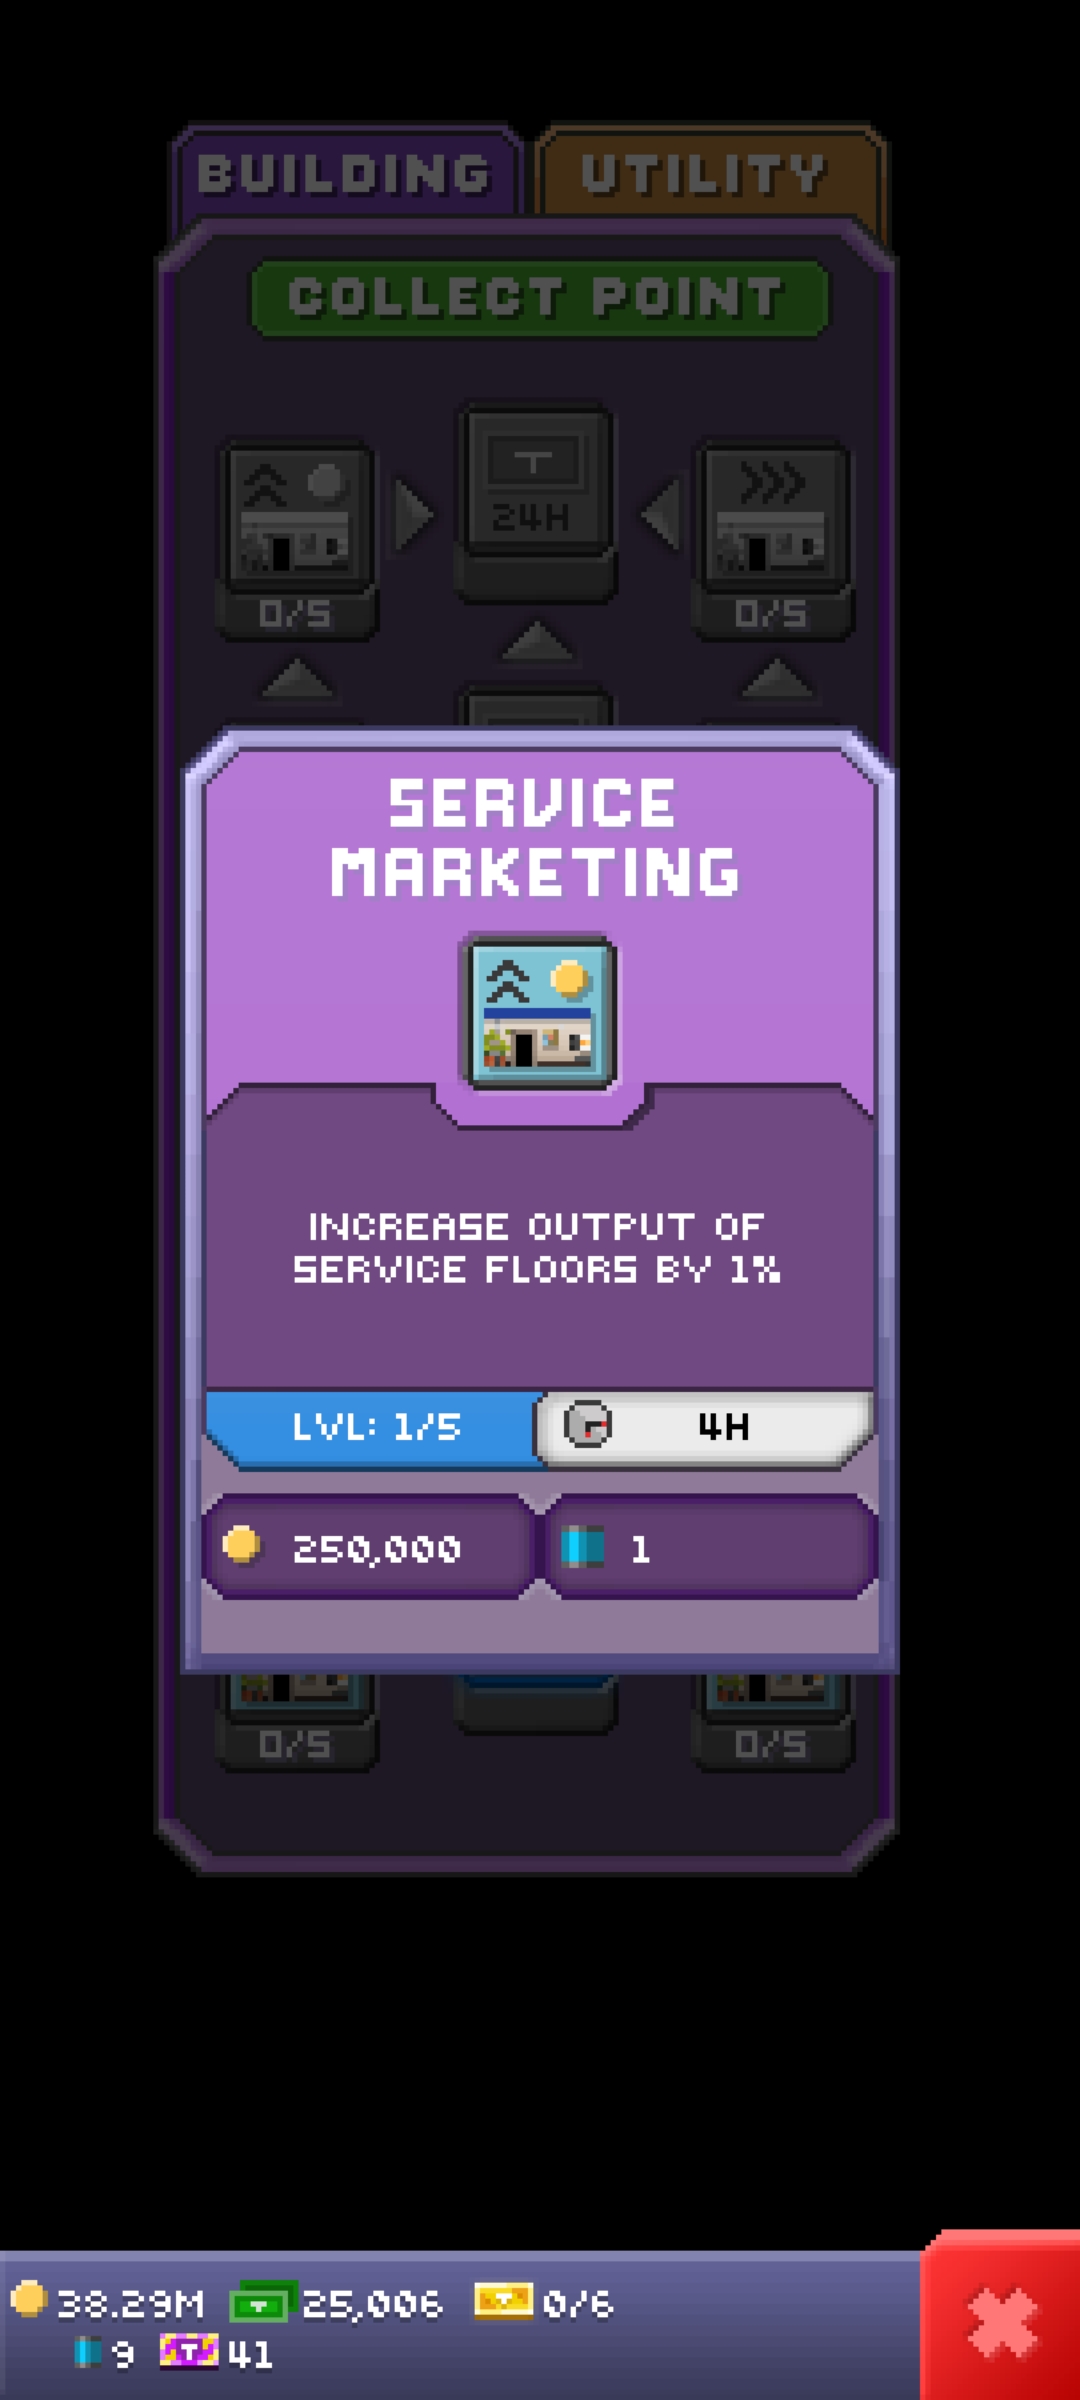 BUILDING
UTILITY
COLLECT POINT
24H
0/5
0/5
SERVICE
MARKETING
INCREASE OUTPUT OF
SERVICE FLOORS BY 1%
LVL: 1/5
4H
250,000
1
0/5
0/5
38.29M
25,006
0/6
9
41